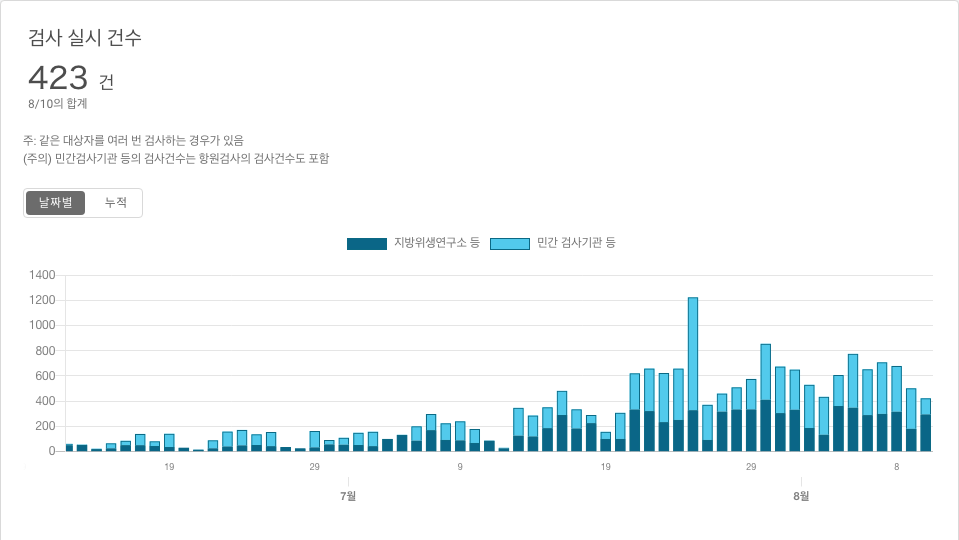 검사 실시 건수
423 건
8/10의 합계
주: 같은 대상자를 여러 번 검사하는 경우가 있음
(주의) 민간검사기관 등의 검사건수는 항원검사의 검사건수도 포함
날짜별 누적
지방위생연구소 등 민간 검사기관 등
1400
1200
1000
800
600
400
200
0
19 29 9 19 29 8
7월 8월